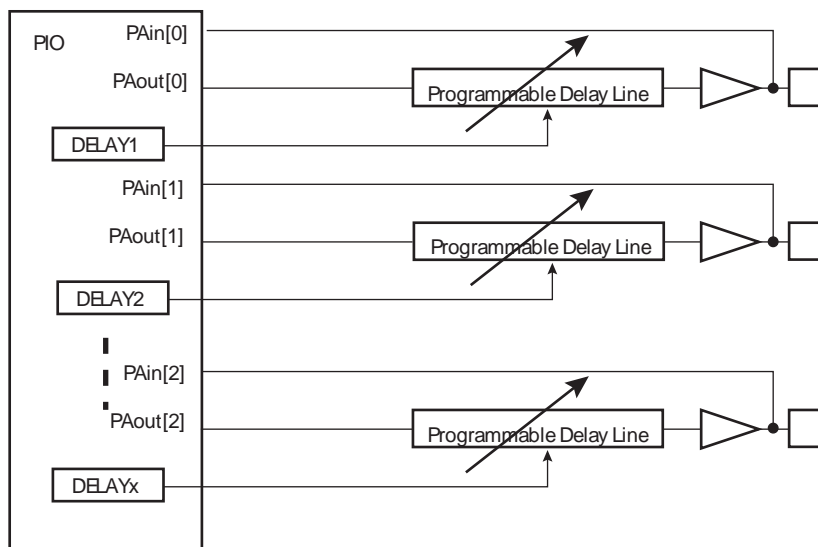 PIO
PAin[0]
PAout[0]
Programmable Delay Line
DELAY1
PAin[1]
PAout[1]
Programmable Delay Line
DELAY2
PAin[2]
PAout[2]
Programmable Delay Line
DELAYx